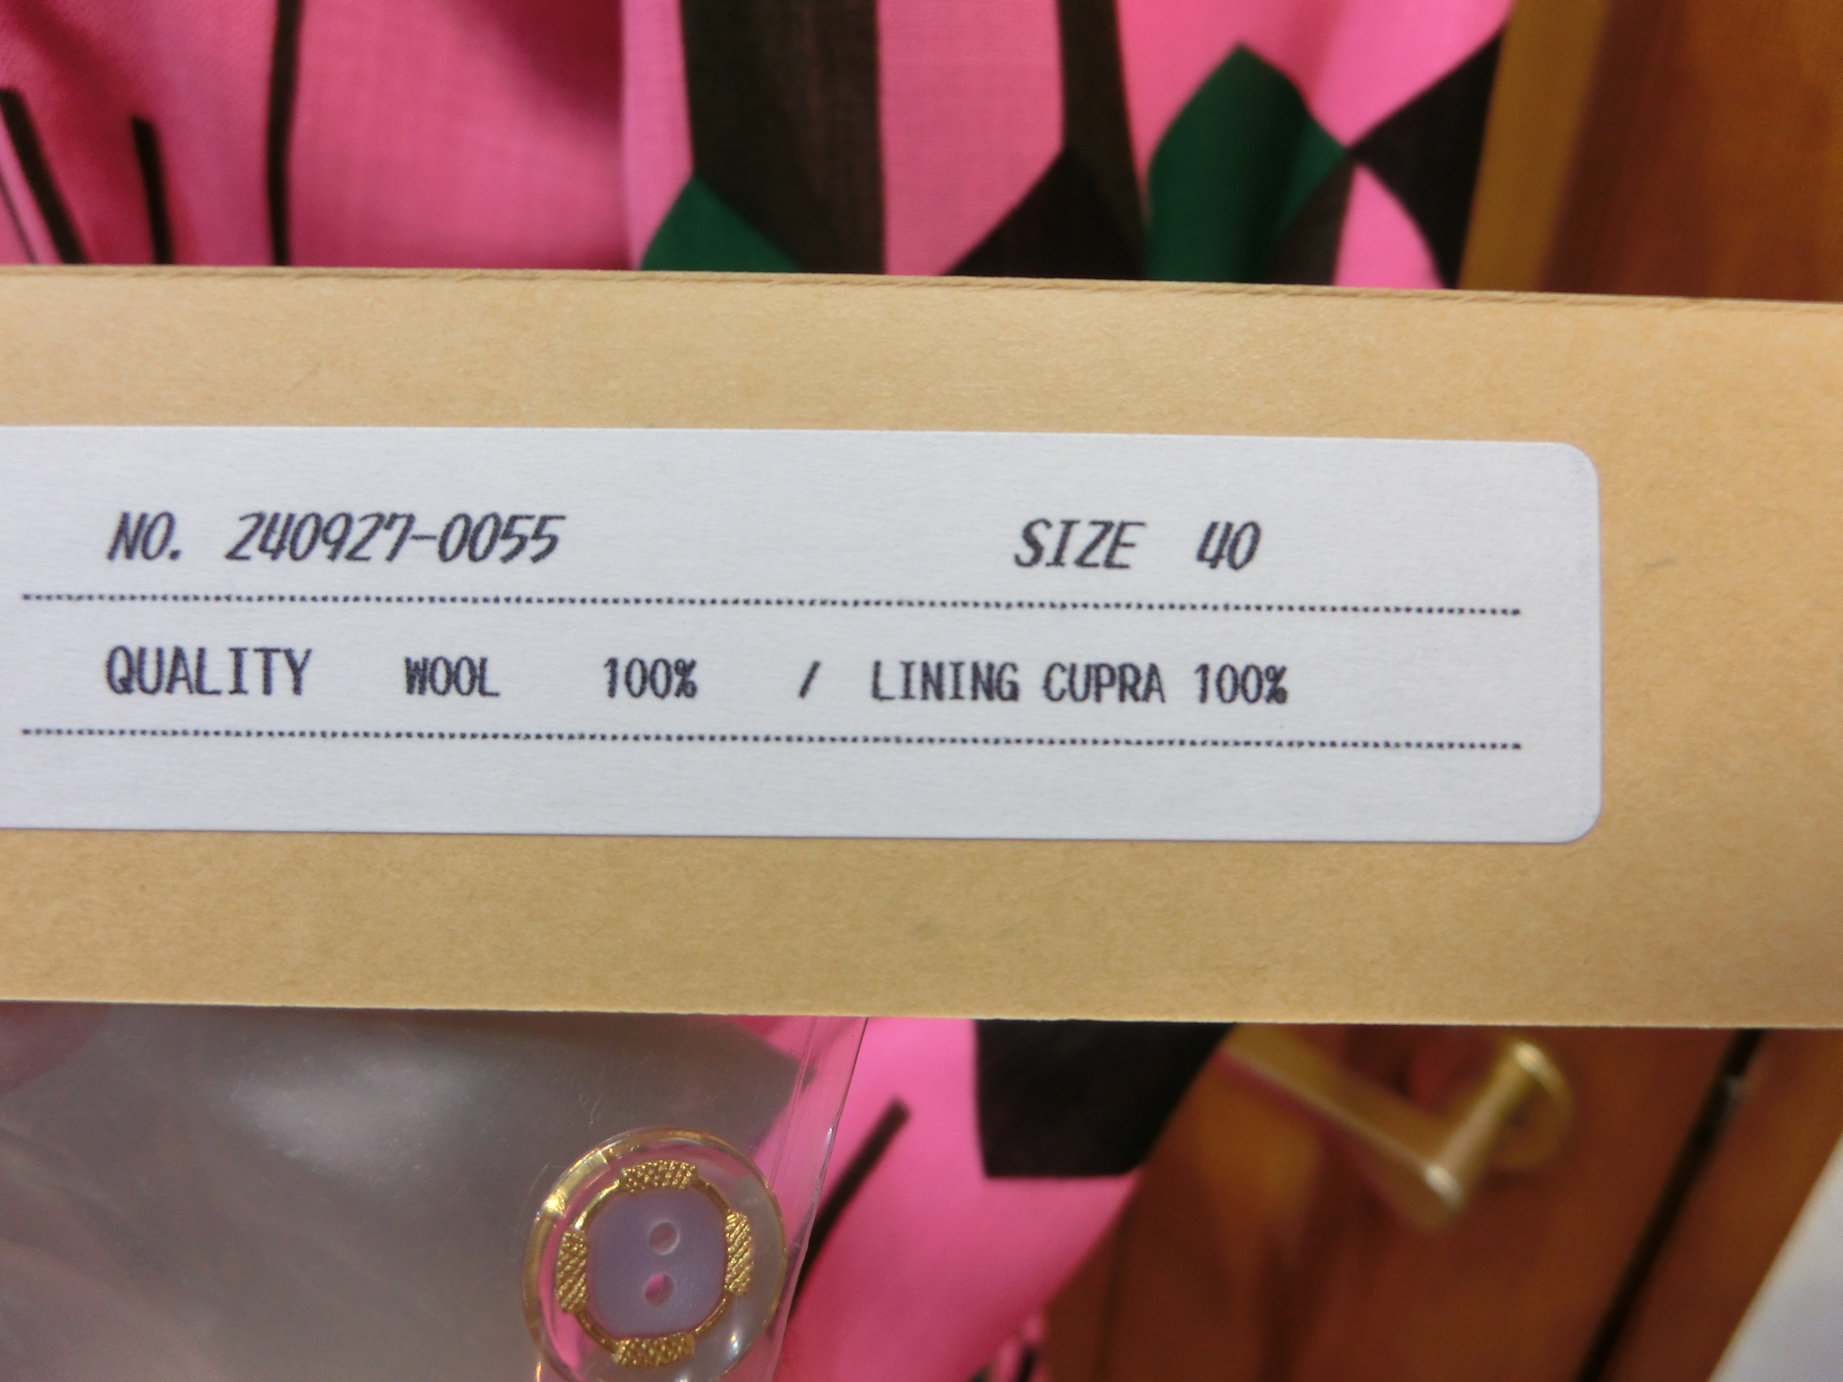 NO. 240927-0055 SIZE 40
QUALITY WOOL 100% / LINING CUPRA 100%